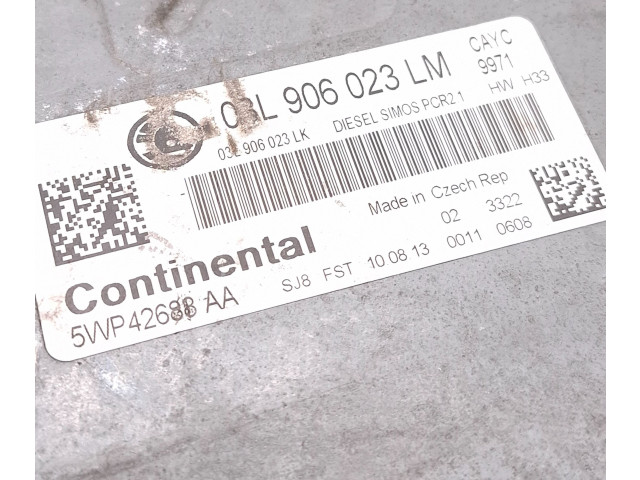 03L 906 023 LM CAYC
9971
03L 906 023 LK DIESEL SIMOS PCR2.1 HW H33
Made in Czech Rep
02 3322
Continental SJ8 FST 10.08.13 0011 0608
5WP42688 AA